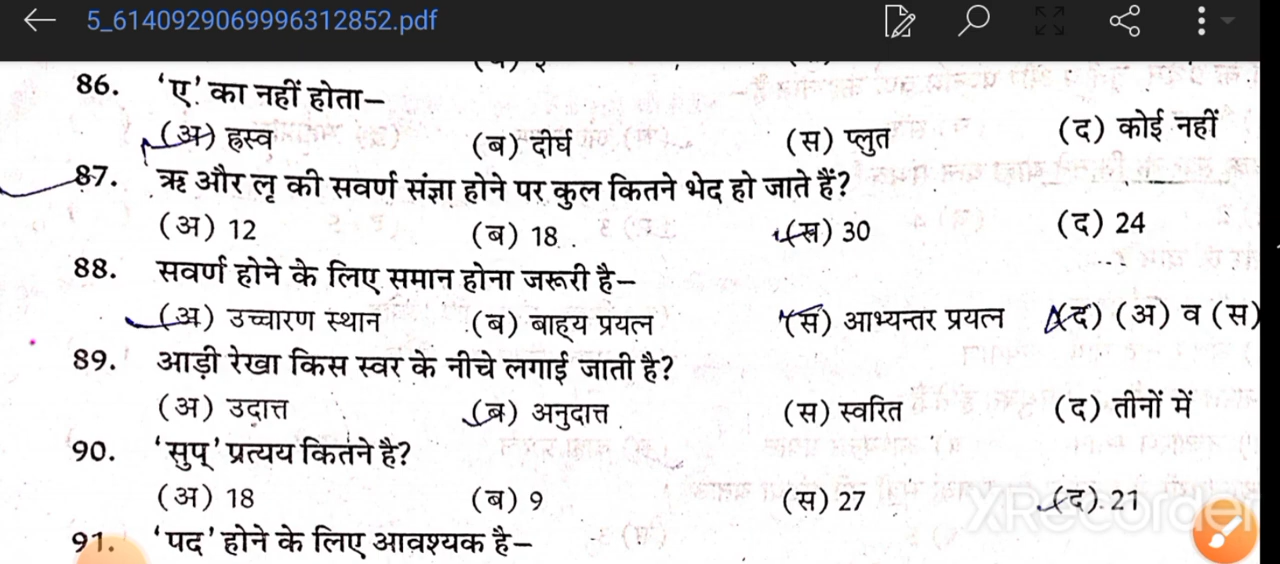 5_6140929069996312852.pdf
86. 'ए' का नहीं होता–
(अ) ह्रस्व (ब) दीर्घ (स) प्लुत (द) कोई नहीं
87. ऋ और लृ की सवर्ण संज्ञा होने पर कुल कितने भेद हो जाते हैं?
(अ) 12 (ब) 18 (स) 30 (द) 24
88. सवर्ण होने के लिए समान होना जरूरी है–
(अ) उच्चारण स्थान (ब) बाह्य प्रयत्न (स) आभ्यन्तर प्रयत्न (द) (अ) व (स)
89. आड़ी रेखा किस स्वर के नीचे लगाई जाती है?
(अ) उदात्त (ब) अनुदात्त (स) स्वरित (द) तीनों में
90. 'सुप्' प्रत्यय कितने है?
(अ) 18 (ब) 9 (स) 27 (द) 21
91. 'पद' होने के लिए आवश्यक है–
XRecorder